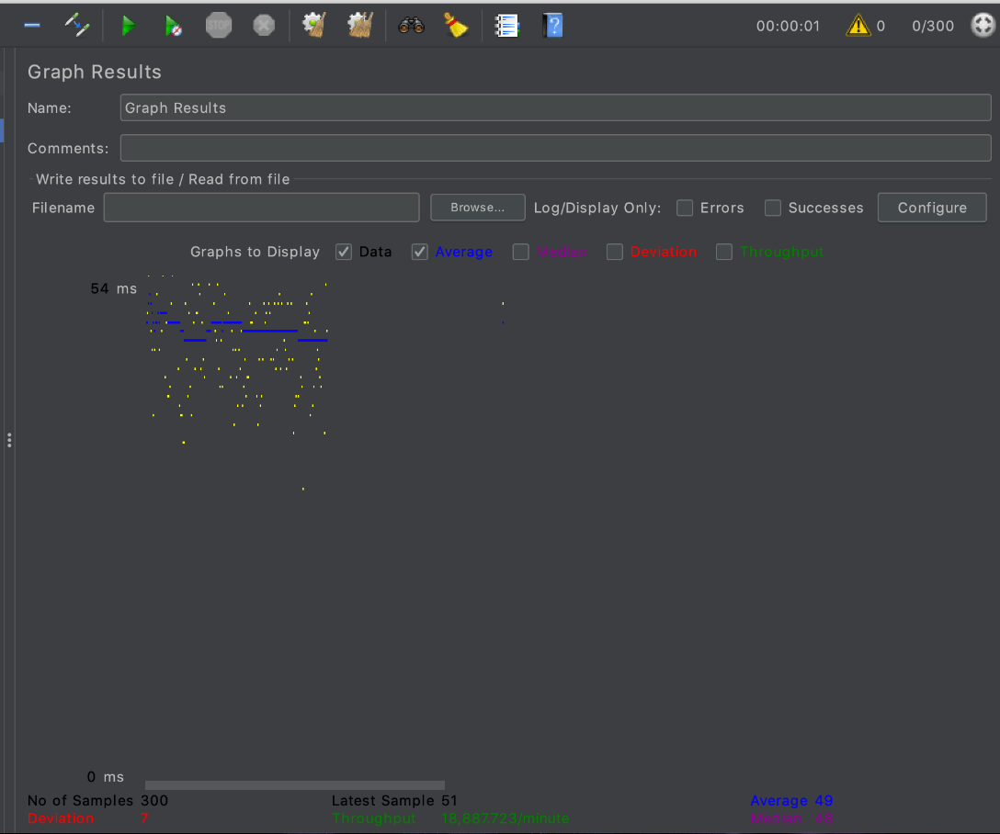 STOP 00:00:01 0 0/300
Graph Results
Name: Graph Results
Comments:
Write results to file / Read from file
Filename Browse... Log/Display Only: Errors Successes Configure
Graphs to Display Data Average Median Deviation Throughput
54 ms
0 ms
No of Samples 300 Latest Sample 51 Average 49
Deviation 7 Throughput 18,887.723/minute Median 48